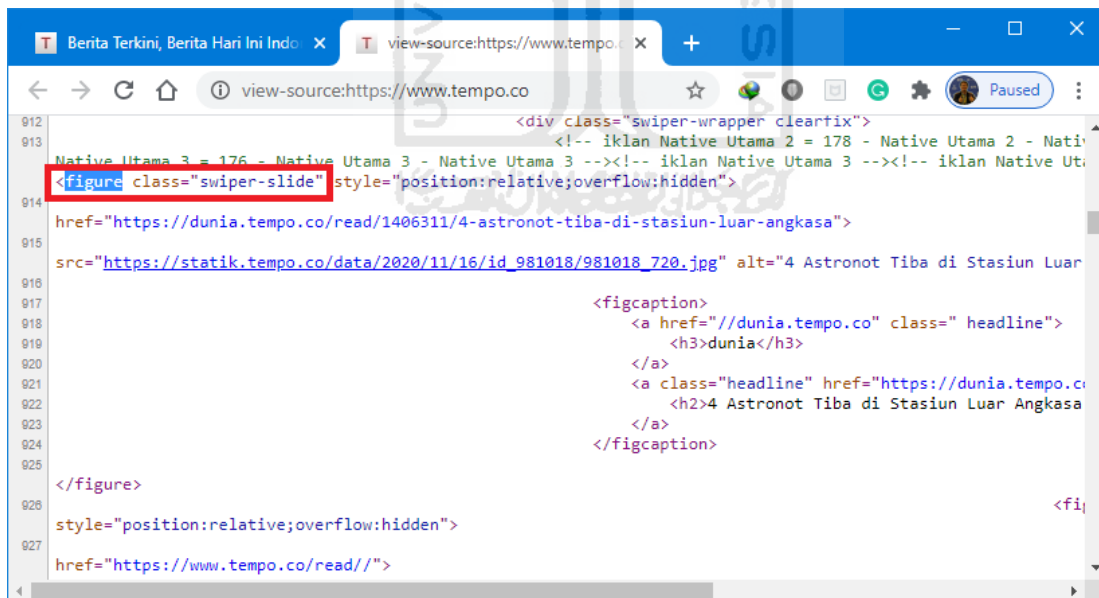 T Berita Terkini, Berita Hari Ini Indo
T view-source:https://www.tempo.c
view-source:https://www.tempo.co
Paused
912 <div class="swiper-wrapper clearfix">
913 <!-- iklan Native Utama 2 = 178 - Native Utama 2 - Nativ
Native Utama 3 = 176 - Native Utama 3 - Native Utama 3 --><!-- iklan Native Utama 3 --><!-- iklan Native Uta
<figure class="swiper-slide" style="position:relative;overflow:hidden">
914
href="https://dunia.tempo.co/read/1406311/4-astronot-tiba-di-stasiun-luar-angkasa">
915
src="https://statik.tempo.co/data/2020/11/16/id_981018/981018_720.jpg" alt="4 Astronot Tiba di Stasiun Luar
916
917 <figcaption>
918 <a href="//dunia.tempo.co" class=" headline">
919 <h3>dunia</h3>
920 </a>
921 <a class="headline" href="https://dunia.tempo.co
922 <h2>4 Astronot Tiba di Stasiun Luar Angkasa
923 </a>
924 </figcaption>
925
</figure>
926 <fig
style="position:relative;overflow:hidden">
927
href="https://www.tempo.co/read//">